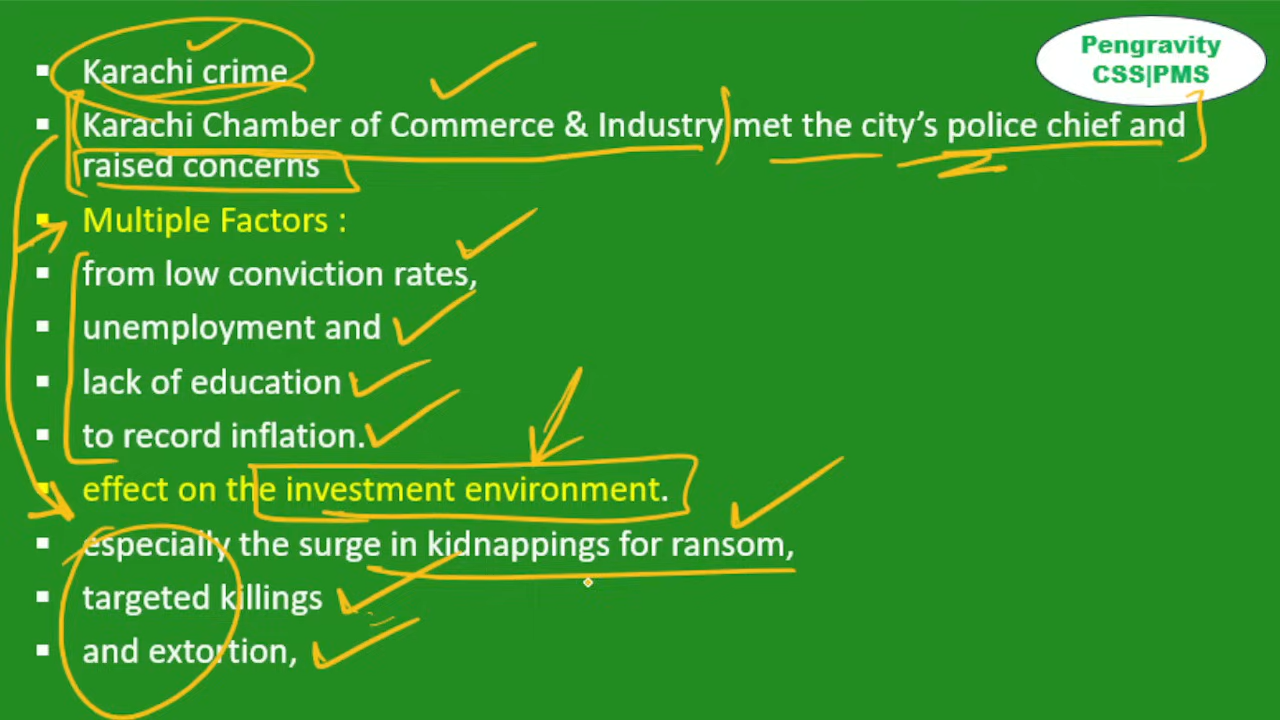 Pengravity
CSS|PMS
Karachi crime
Karachi Chamber of Commerce & Industry met the city's police chief and
raised concerns
Multiple Factors :
from low conviction rates,
unemployment and
lack of education
to record inflation.
effect on the investment environment.
especially the surge in kidnappings for ransom,
targeted killings
and extortion,